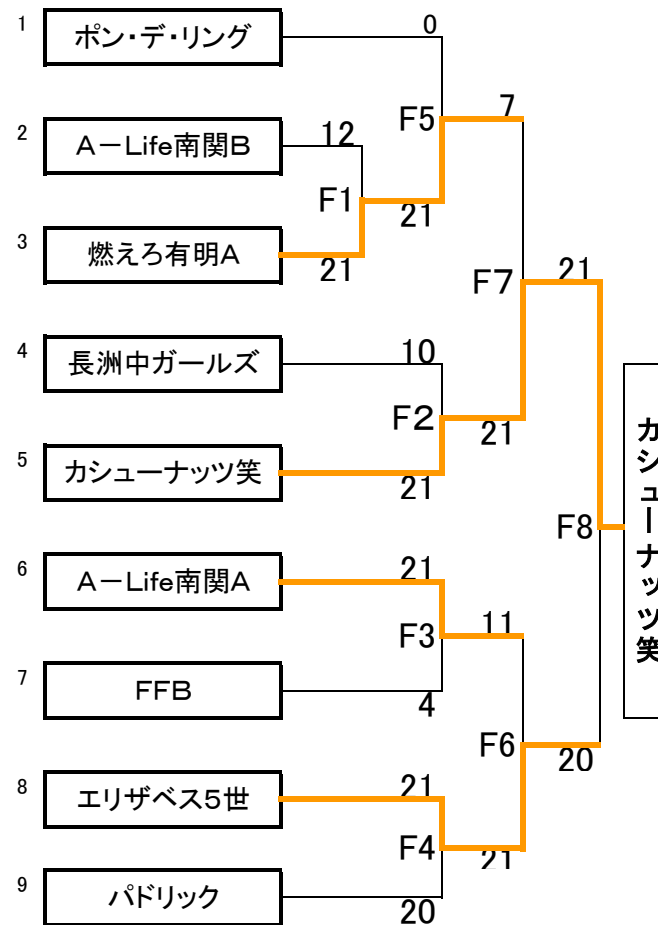 1
ポン・デ・リング
0
2
A－Life南関B
12
F1
F5
7
3
燃えろ有明A
21
21
F7
21
4
長洲中ガールズ
10
F2
21
5
カシューナッツ笑
21
F8
カシューナッツ笑
6
A－Life南関A
21
F3
11
7
FFB
4
F6
20
8
エリザベス5世
21
F4
21
9
パドリック
20